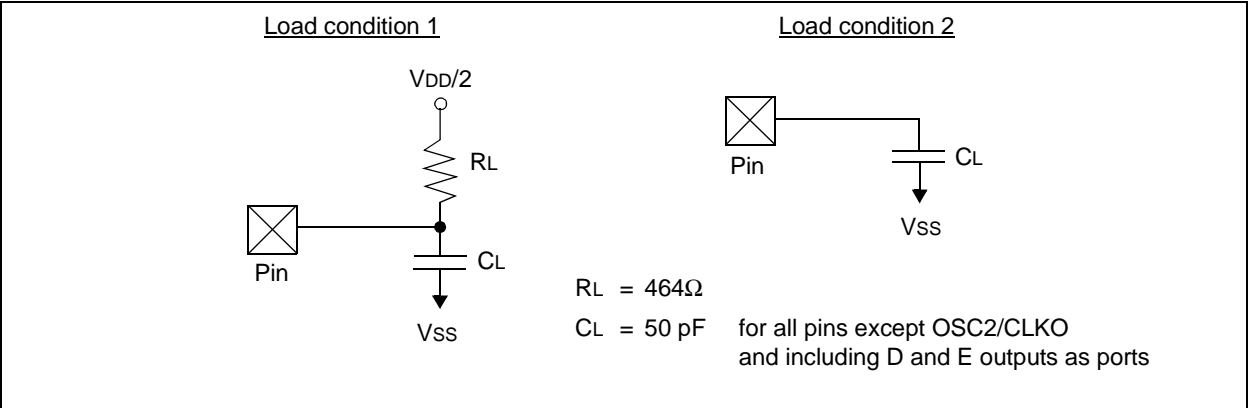 Load condition 1
VDD/2
RL
Pin
CL
VSS
Load condition 2
Pin
CL
VSS
RL = 464Ω
CL = 50 pF for all pins except OSC2/CLKO
and including D and E outputs as ports